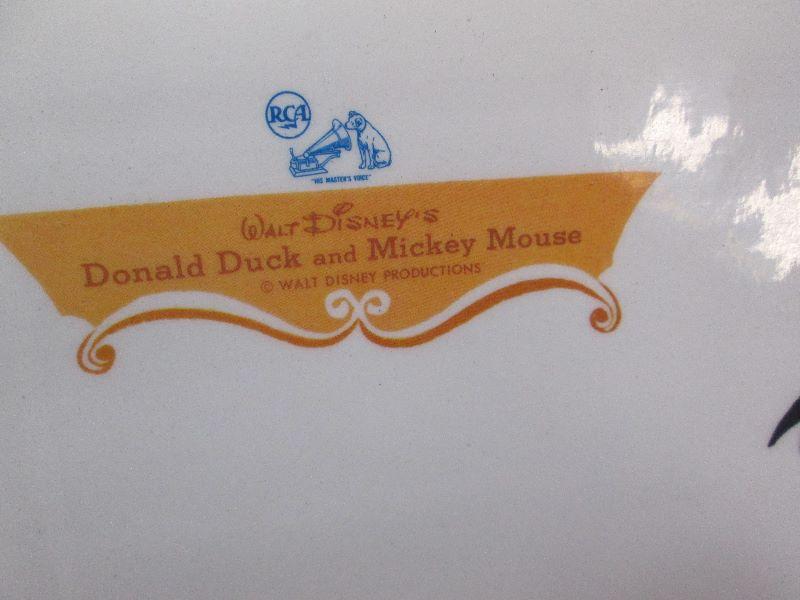 RCA
"HIS MASTER'S VOICE"
WALT DISNEY'S
Donald Duck and Mickey Mouse
© WALT DISNEY PRODUCTIONS